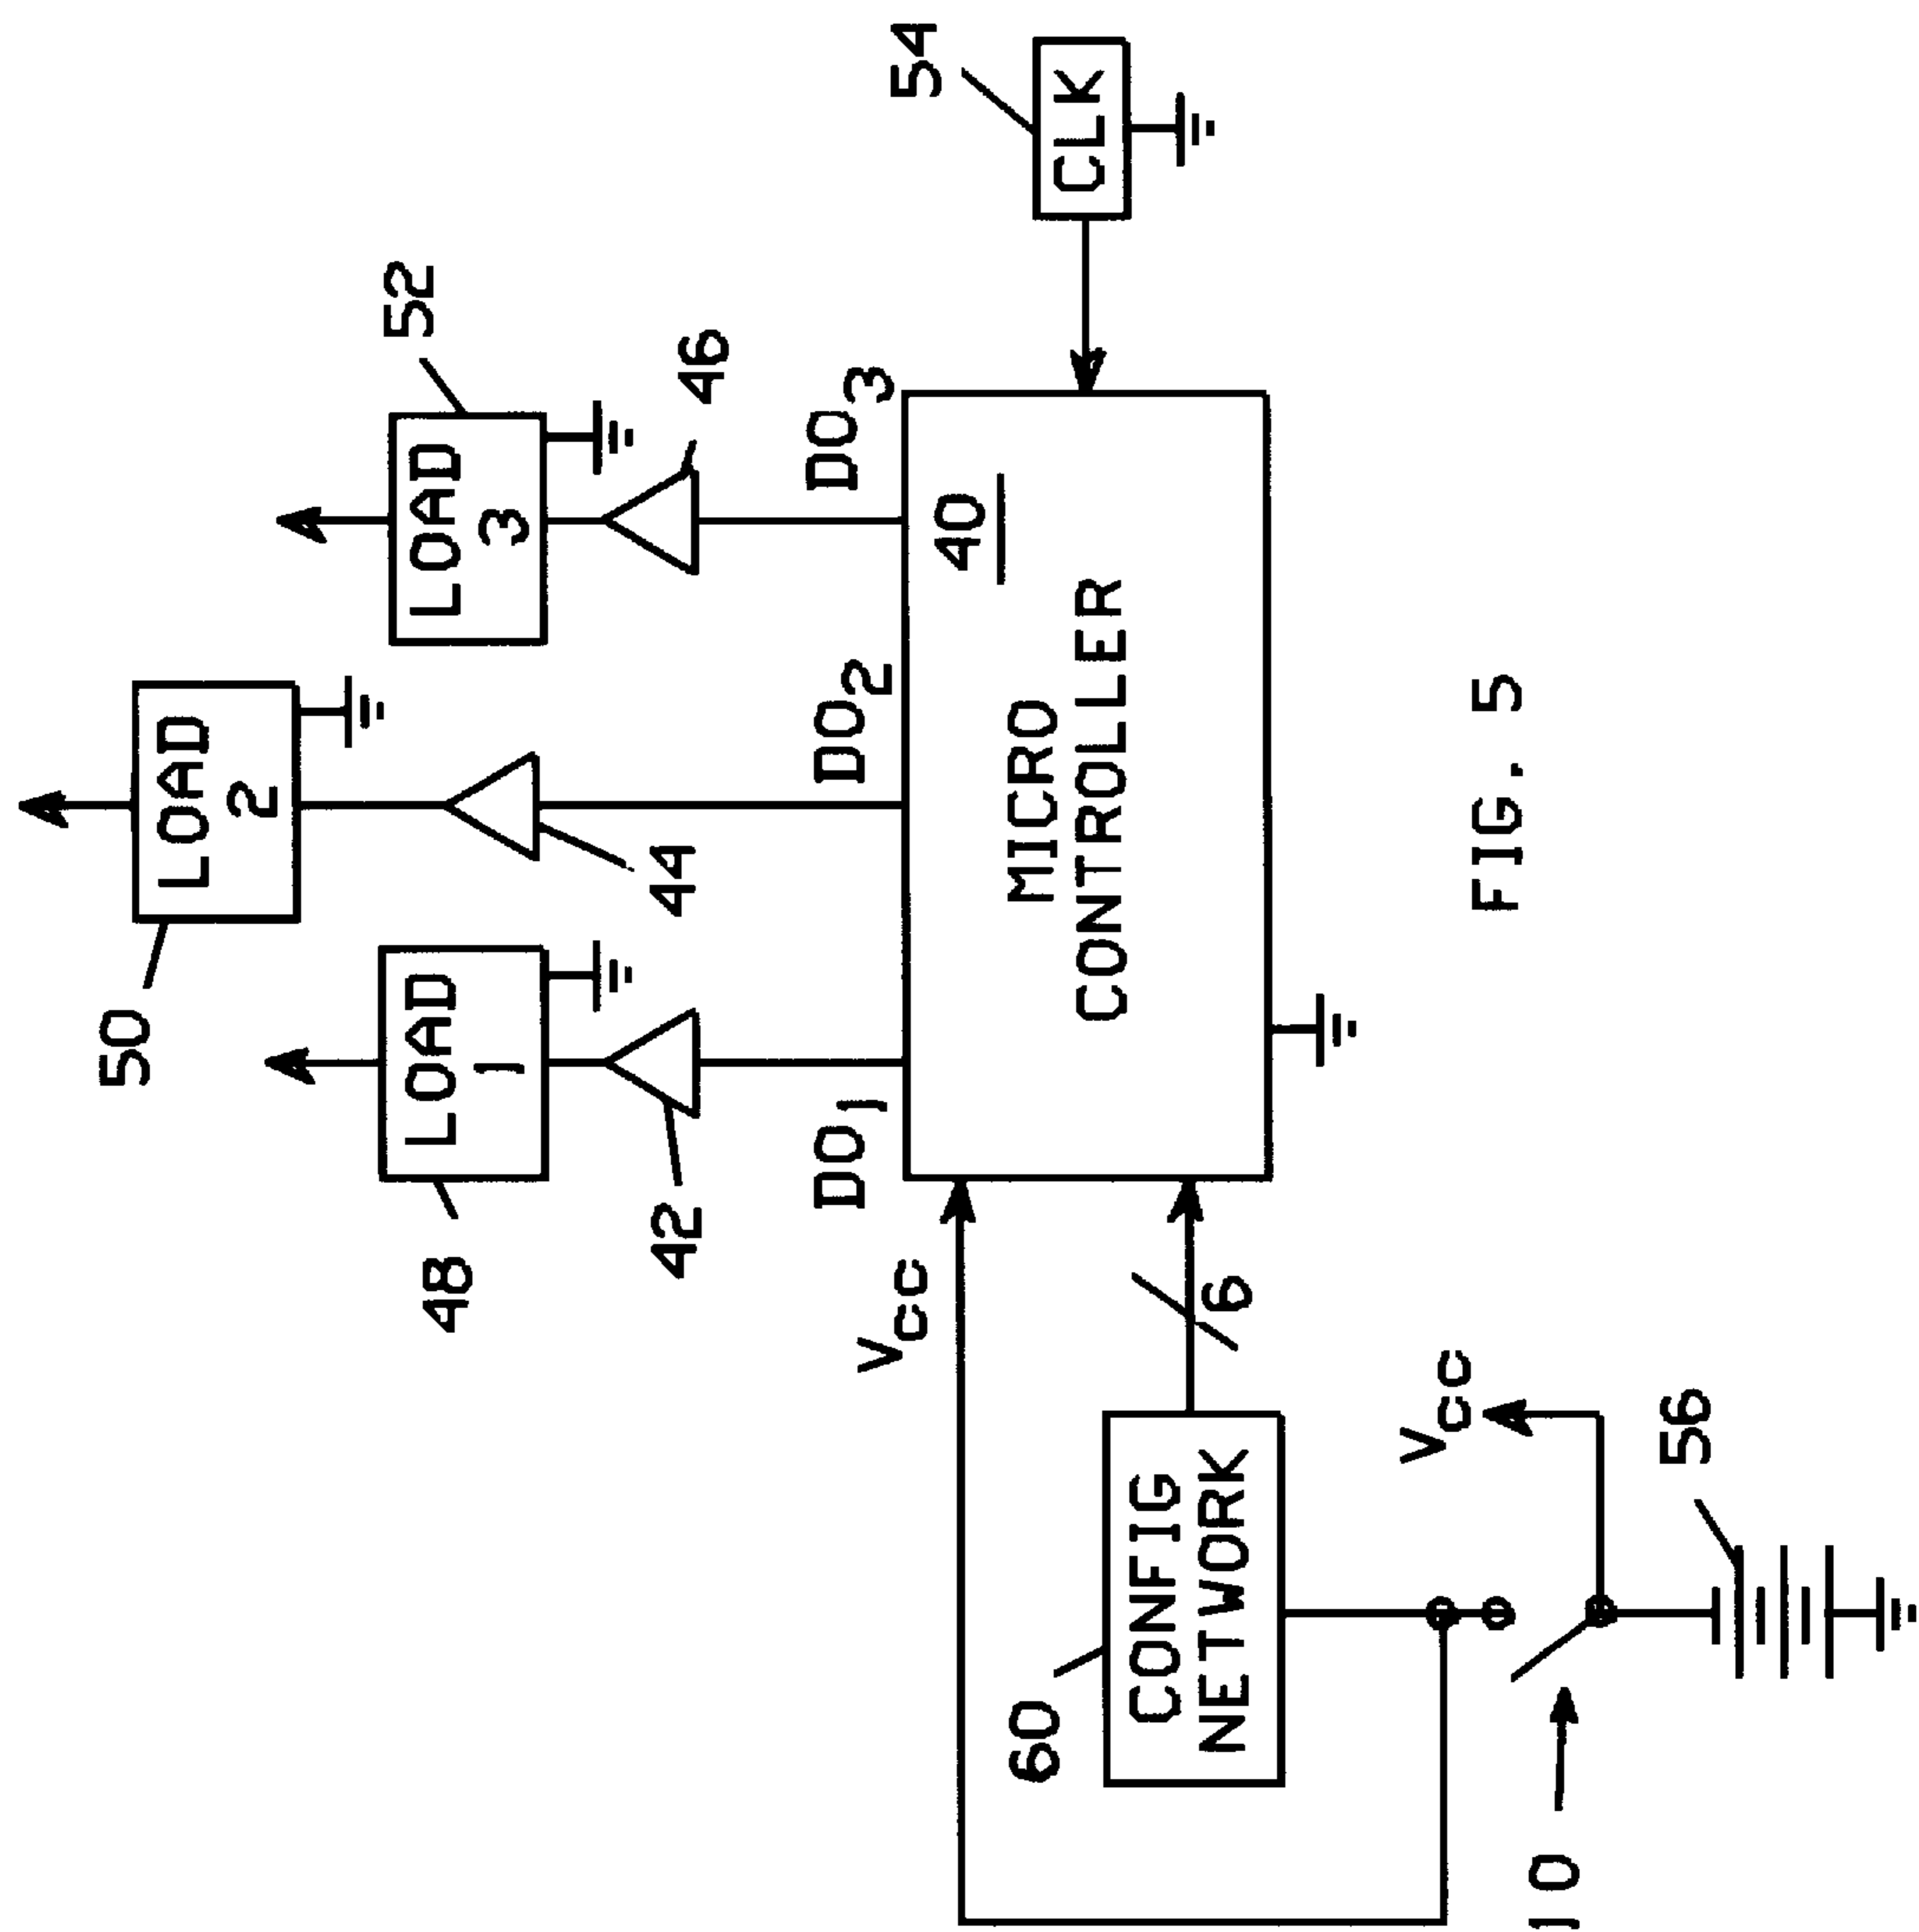 50
LOAD
2
52
48
LOAD
1
LOAD
3
44
46
42
DO1
DO2
DO3
54
Vcc
40
MICRO
CONTROLLER
CLK
60
CONFIG
NETWORK
6
Vcc
10
56
FIG. 5